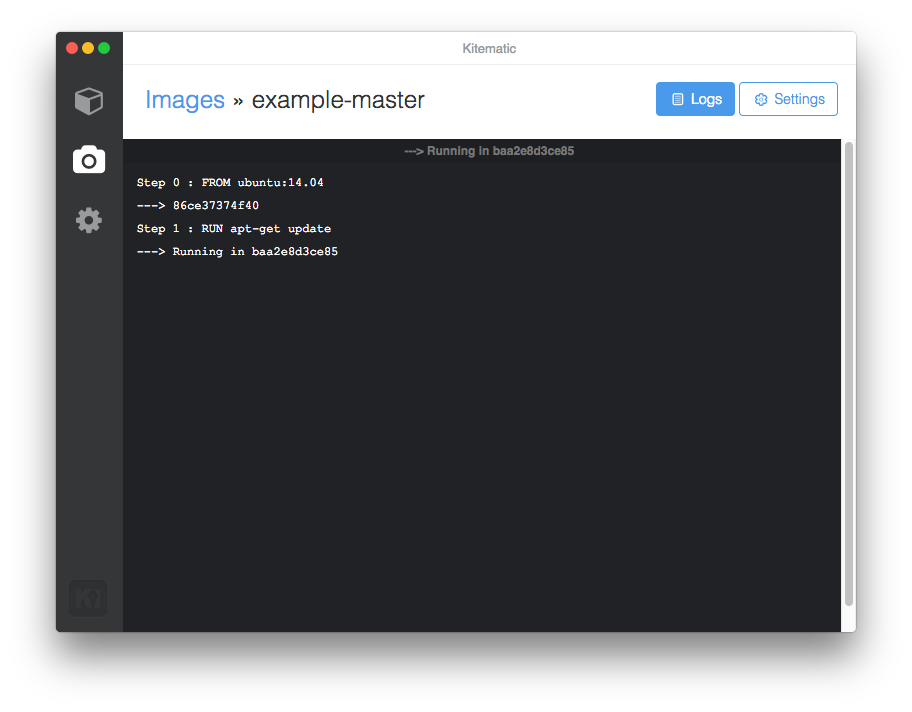 Kitematic
Images » example-master
Logs
Settings
---> Running in baa2e8d3ce85
Step 0 : FROM ubuntu:14.04
---> 86ce37374f40
Step 1 : RUN apt-get update
---> Running in baa2e8d3ce85